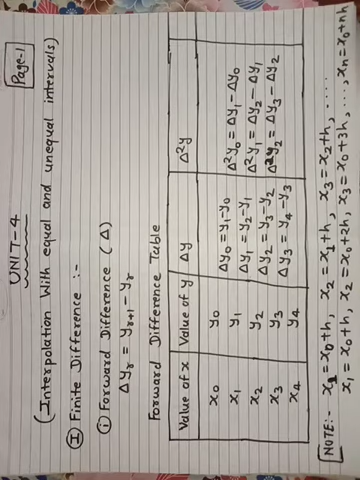 Page-1
UNIT-4
(Interpolation With equal and unequal intervals)
(I) Finite Difference :-
(i) Forward Difference (Δ)
Δyᵣ = yᵣ₊₁ - yᵣ
Forward Difference Table
Value of x | Value of y | Δy | Δ²y
x₀ | y₀ | Δy₀ = y₁-y₀ | Δ²y₀ = Δy₁ - Δy₀
x₁ | y₁ | Δy₁ = y₂-y₁ | Δ²y₁ = Δy₂ - Δy₁
x₂ | y₂ | Δy₂ = y₃-y₂ | Δ²y₂ = Δy₃ - Δy₂
x₃ | y₃ | Δy₃ = y₄-y₃
x₄ | y₄
NOTE:- x₁ = x₀+h, x₂ = x₁+h, x₃ = x₂+h, ....
x₁ = x₀+h, x₂ = x₀+2h, x₃ = x₀+3h, ..., xₙ = x₀+nh